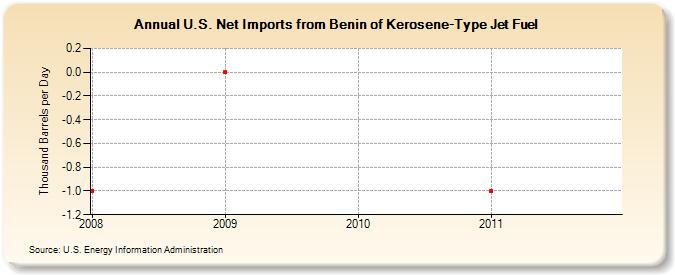 Annual U.S. Net Imports from Benin of Kerosene-Type Jet Fuel
Thousand Barrels per Day
0.2
0.0
-0.2
-0.4
-0.6
-0.8
-1.0
-1.2
2008 2009 2010 2011
Source: U.S. Energy Information Administration